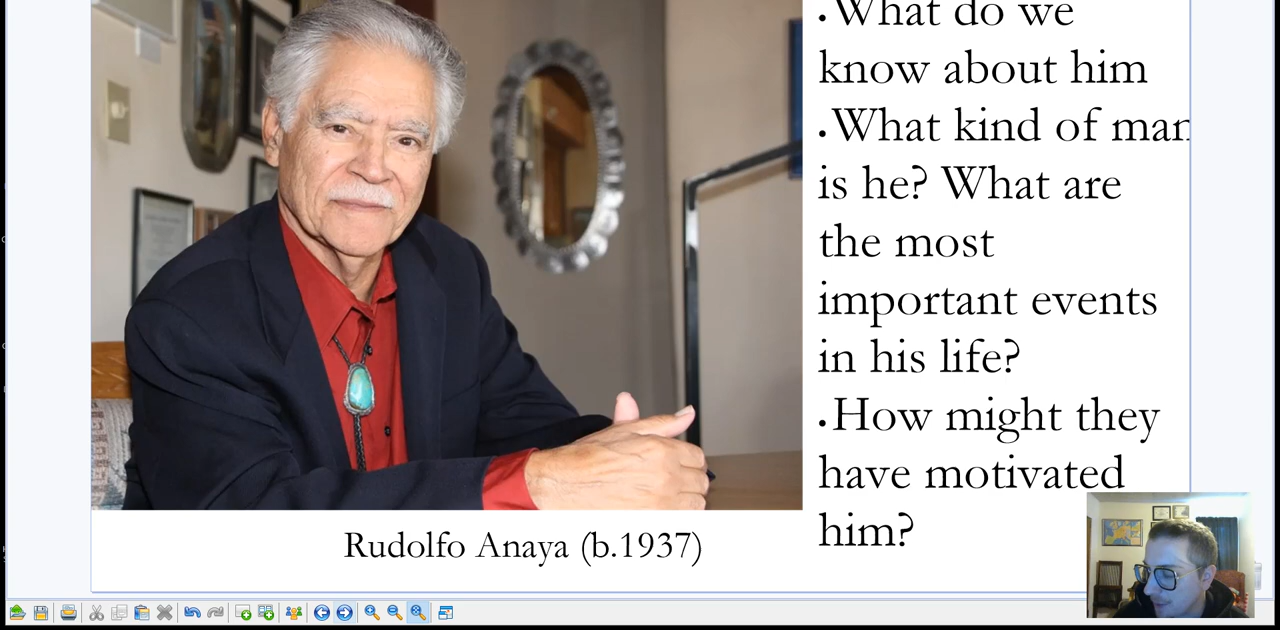 •What do we
know about him
•What kind of man
is he? What are
the most
important events
in his life?
•How might they
have motivated
him?
Rudolfo Anaya (b.1937)